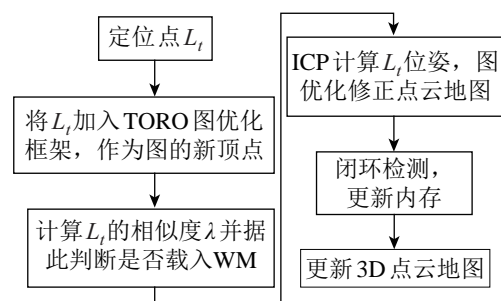 定位点Lt
将Lt加入TORO图优化
框架，作为图的新顶点
计算Lt的相似度λ并据
此判断是否载入WM
ICP计算Lt位姿，图
优化修正点云地图
闭环检测，
更新内存
更新3D点云地图